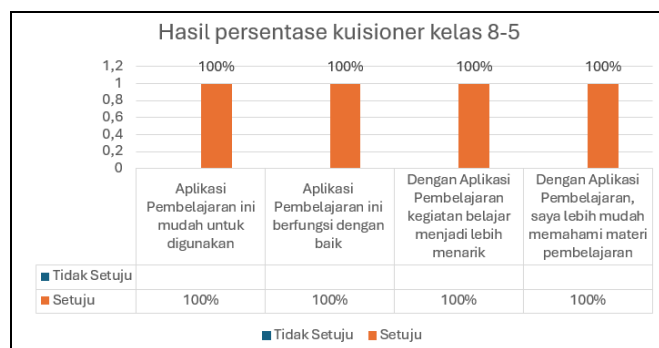 Hasil persentase kuisioner kelas 8-5
1,2
1
0,8
0,6
0,4
0,2
0
100%
100%
100%
100%
Aplikasi
Pembelajaran ini
mudah untuk
digunakan
Aplikasi
Pembelajaran ini
berfungsi dengan
baik
Dengan Aplikasi
Pembelajaran
kegiatan belajar
menjadi lebih
menarik
Dengan Aplikasi
Pembelajaran,
saya lebih mudah
memahami materi
pembelajaran
Tidak Setuju
Setuju 100% 100% 100% 100%
Tidak Setuju Setuju